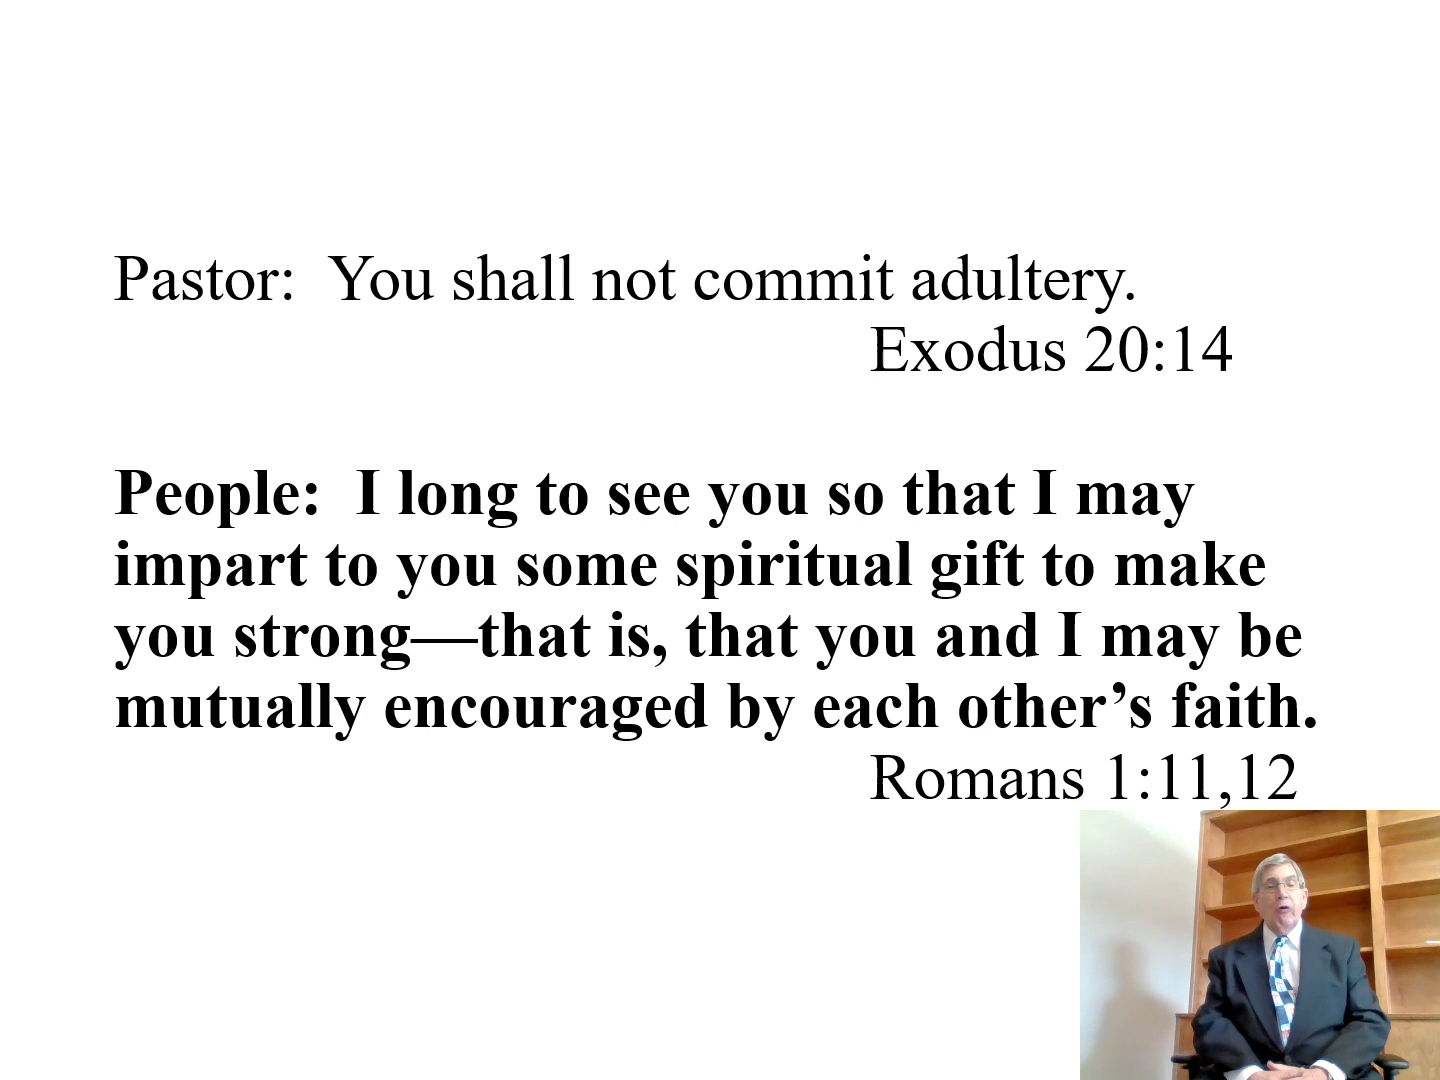 Pastor:  You shall not commit adultery.
Exodus 20:14
People:  I long to see you so that I may
impart to you some spiritual gift to make
you strong—that is, that you and I may be
mutually encouraged by each other’s faith.
Romans 1:11,12